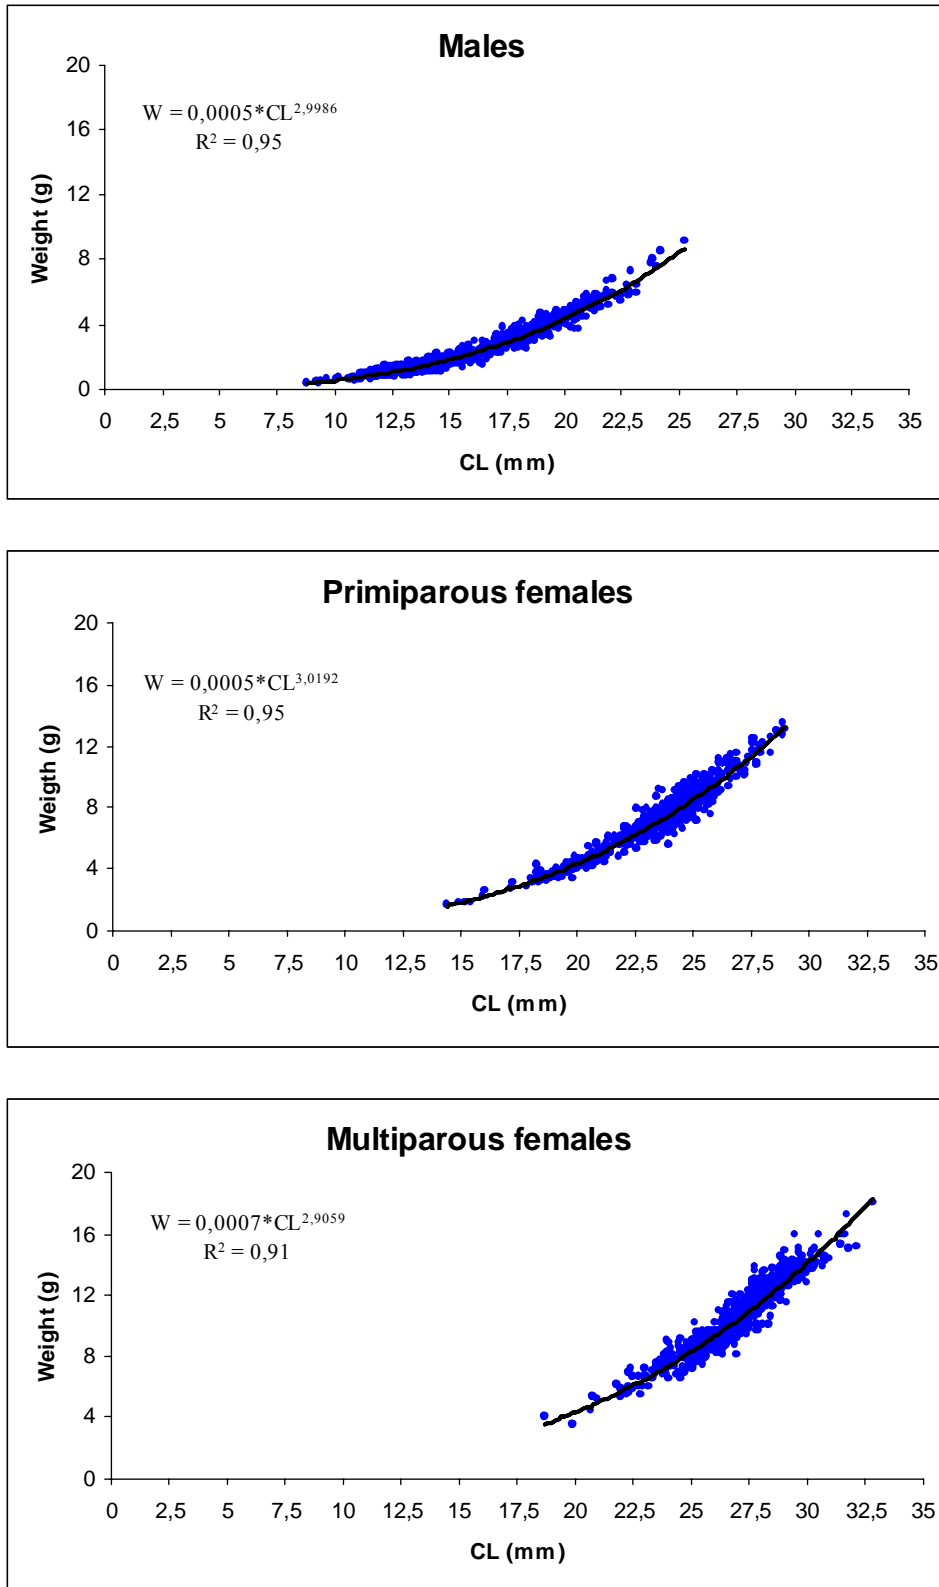 Males
20
16
12
8
4
0
W = 0,0005*CL^2,9986
R² = 0,95
Weight (g)
0 2,5 5 7,5 10 12,5 15 17,5 20 22,5 25 27,5 30 32,5 35
CL (mm)
Primiparous females
20
16
12
8
4
0
W = 0,0005*CL^3,0192
R² = 0,95
Weigth (g)
0 2,5 5 7,5 10 12,5 15 17,5 20 22,5 25 27,5 30 32,5 35
CL (mm)
Multiparous females
20
16
12
8
4
0
W = 0,0007*CL^2,9059
R² = 0,91
Weight (g)
0 2,5 5 7,5 10 12,5 15 17,5 20 22,5 25 27,5 30 32,5 35
CL (mm)